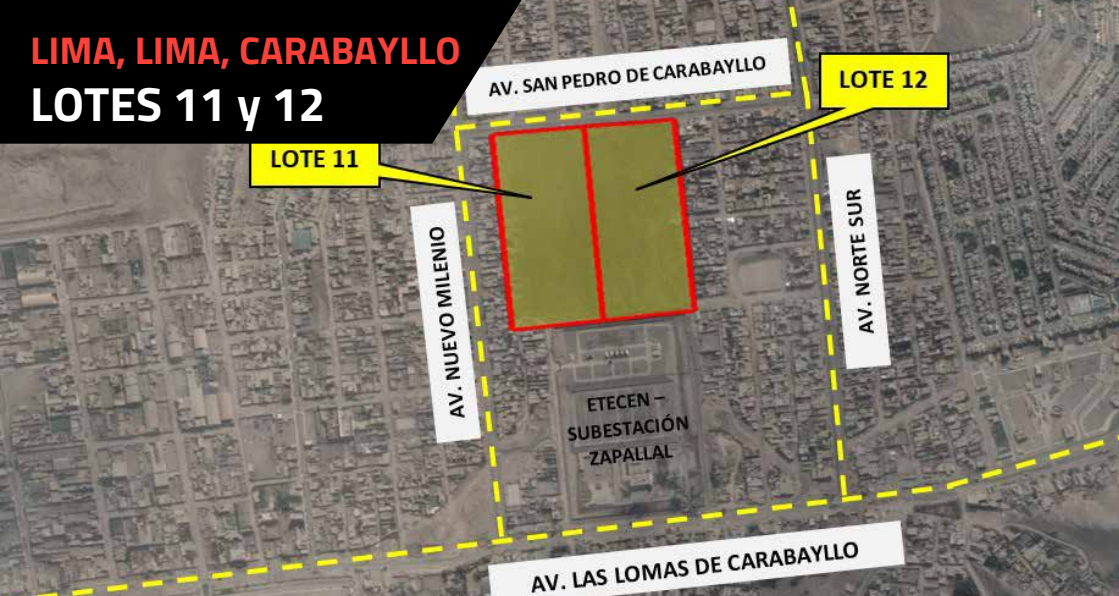 LIMA, LIMA, CARABAYLLO
LOTES 11 y 12
AV. SAN PEDRO DE CARABAYLLO
LOTE 12
LOTE 11
AV. NUEVO MILENIO
AV. NORTE SUR
ETECEN –
SUBESTACIÓN
ZAPALLAL
AV. LAS LOMAS DE CARABAYLLO